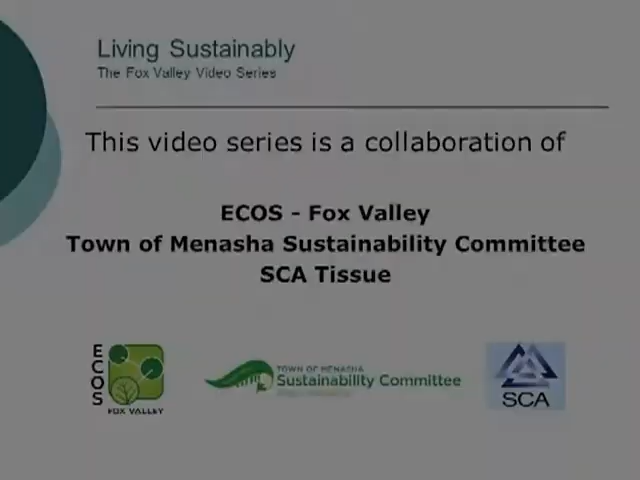 Living Sustainably
The Fox Valley Video Series
This video series is a collaboration of
ECOS - Fox Valley
Town of Menasha Sustainability Committee
SCA Tissue
ECOS
FOX VALLEY
TOWN OF MENASHA
Sustainability Committee
SCA